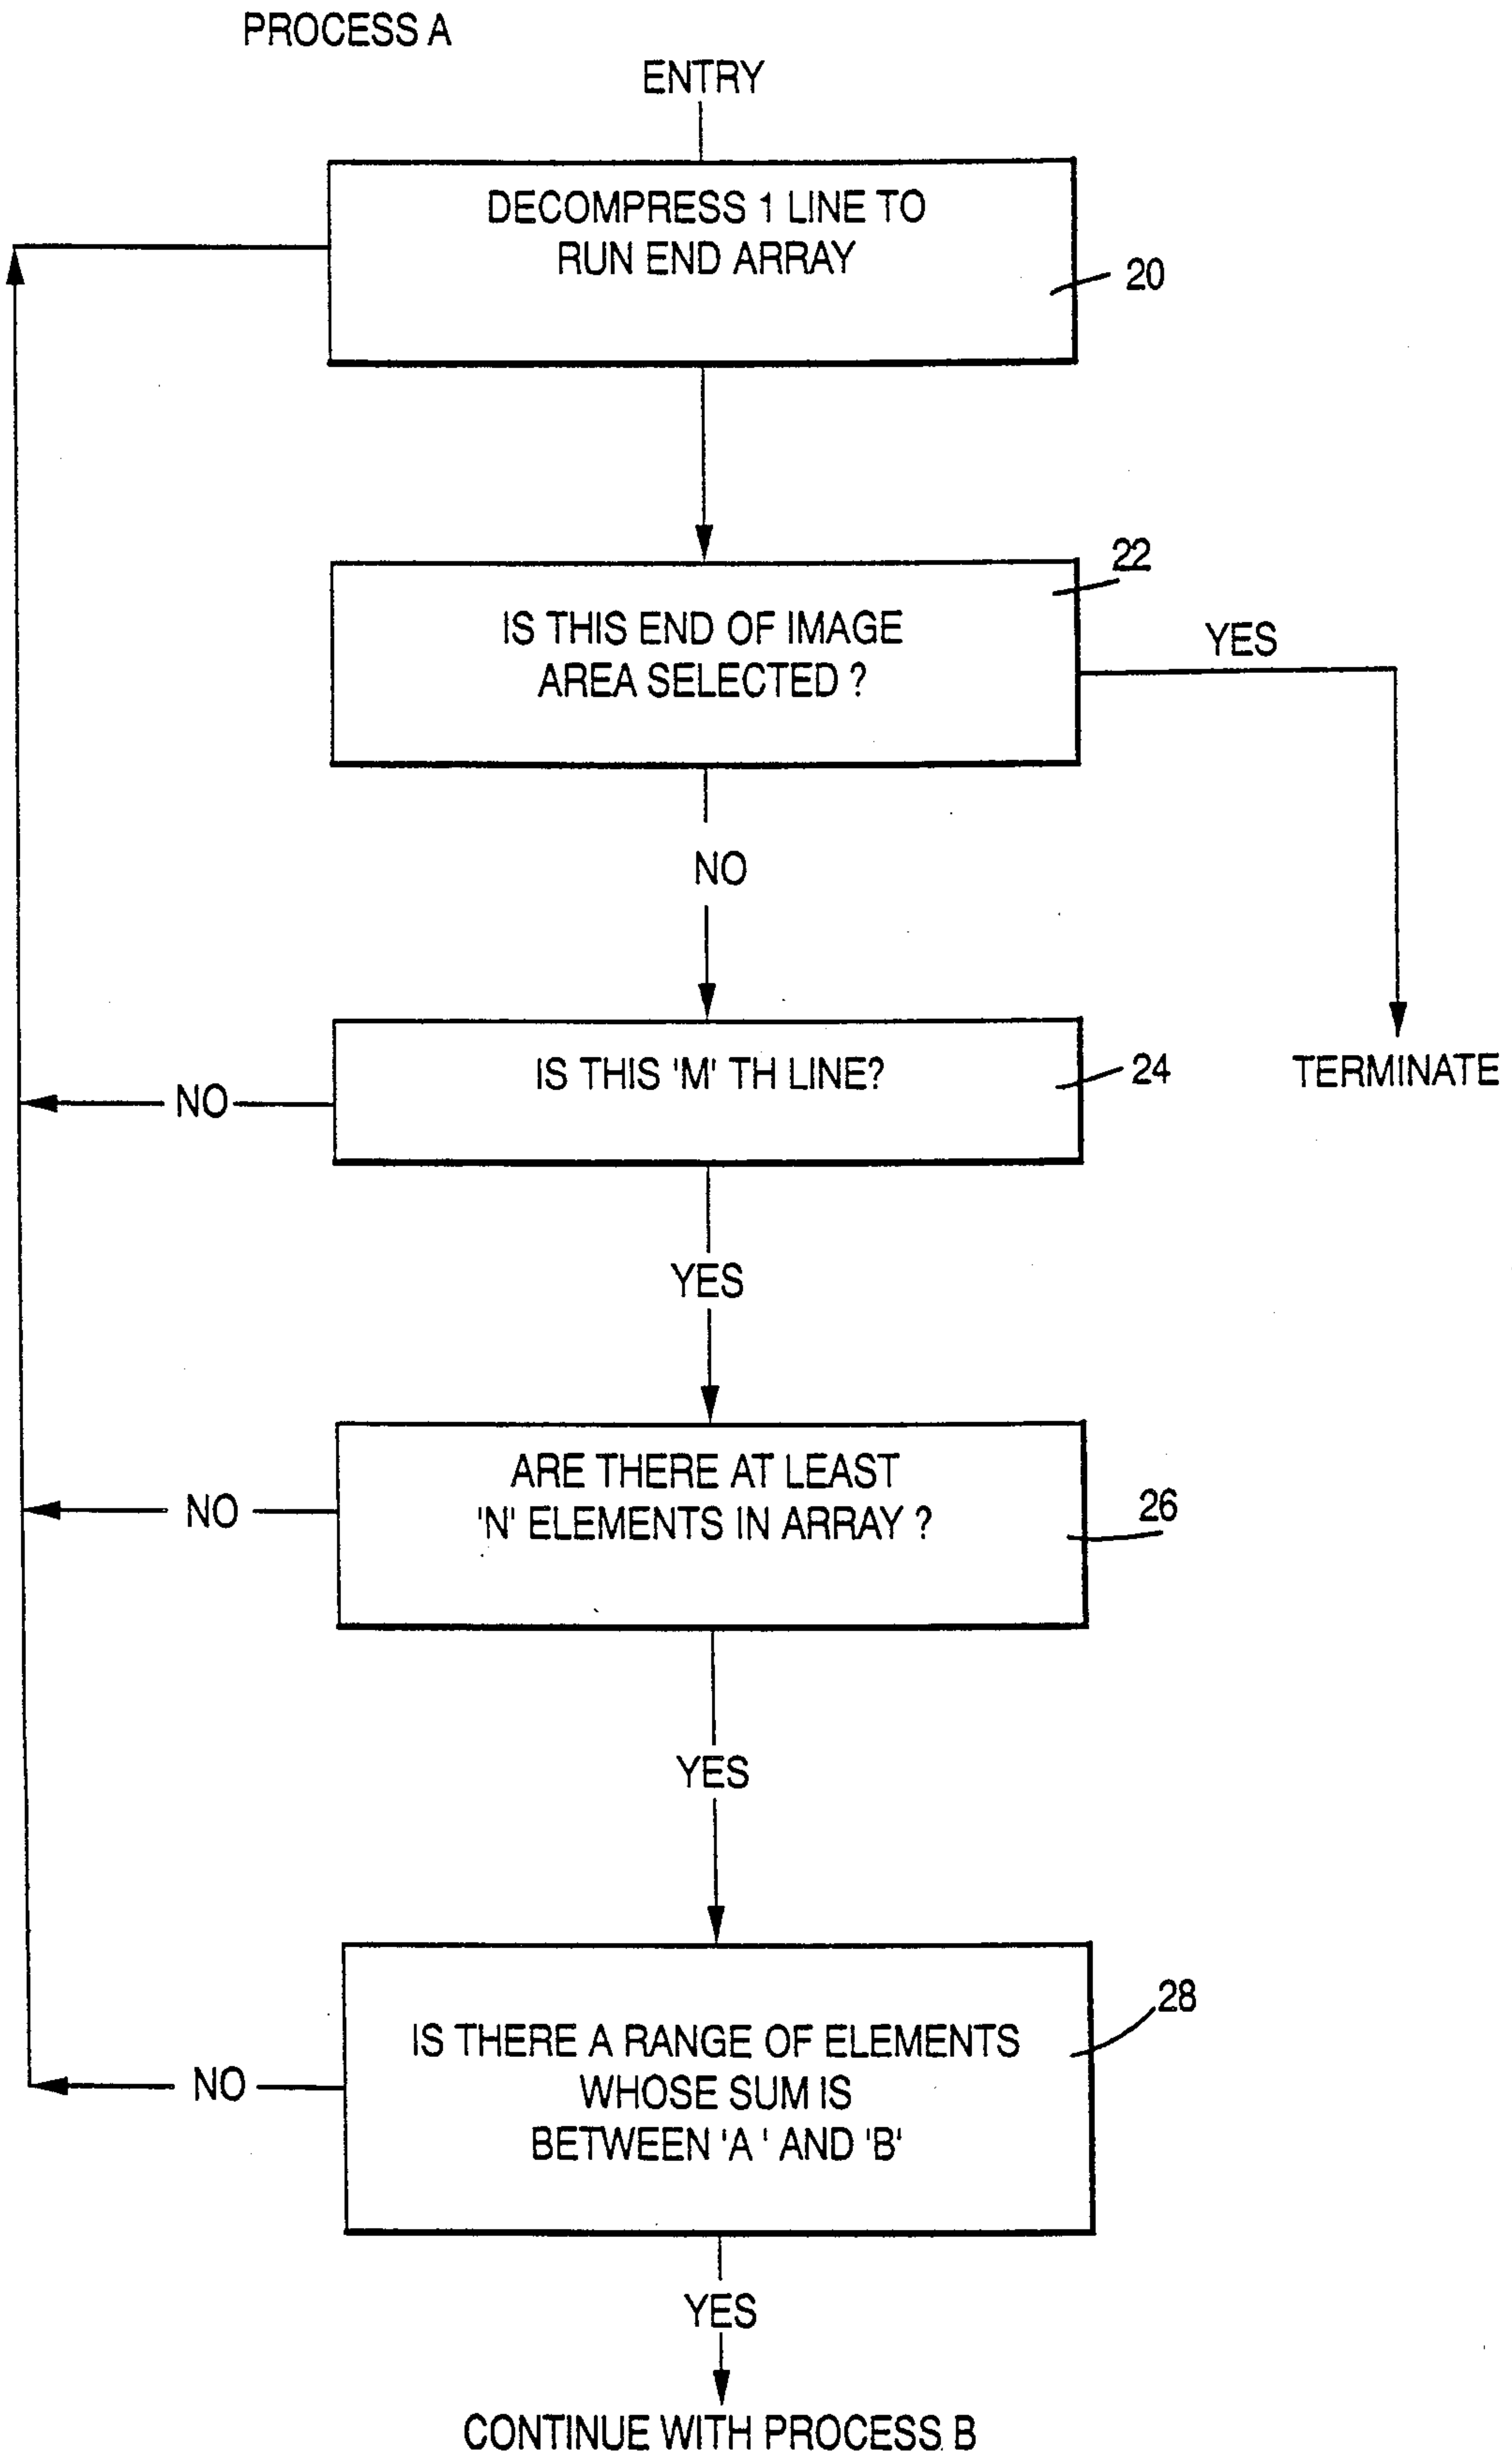 PROCESS A
ENTRY
DECOMPRESS 1 LINE TO
RUN END ARRAY
20
22
IS THIS END OF IMAGE
AREA SELECTED ?
YES
NO
IS THIS 'M' TH LINE?
24
TERMINATE
NO
YES
ARE THERE AT LEAST
'N' ELEMENTS IN ARRAY ?
26
NO
YES
28
IS THERE A RANGE OF ELEMENTS
WHOSE SUM IS
BETWEEN 'A ' AND 'B'
NO
YES
CONTINUE WITH PROCESS B